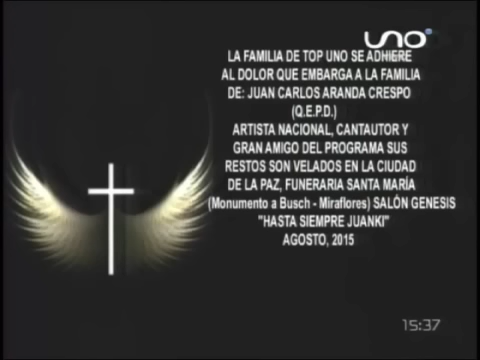 UNO
LA FAMILIA DE TOP UNO SE ADHIERE
AL DOLOR QUE EMBARGA A LA FAMILIA
DE: JUAN CARLOS ARANDA CRESPO
(Q.E.P.D.)
ARTISTA NACIONAL, CANTAUTOR Y
GRAN AMIGO DEL PROGRAMA SUS
RESTOS SON VELADOS EN LA CIUDAD
DE LA PAZ, FUNERARIA SANTA MARÍA
(Monumento a Busch - Miraflores) SALÓN GENESIS
"HASTA SIEMPRE JUANKI"
AGOSTO, 2015
15:37